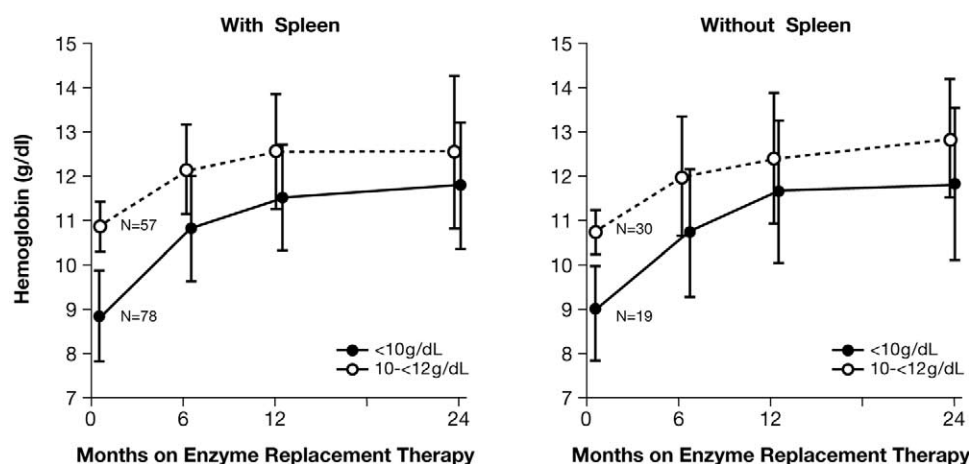 With Spleen
Hemoglobin (g/dl)
15
14
13
12
11
10
9
8
7
N=57
N=78
<10g/dL
10-<12g/dL
0
6
12
24
Months on Enzyme Replacement Therapy
Without Spleen
15
14
13
12
11
10
9
8
7
N=30
N=19
<10g/dL
10-<12g/dL
0
6
12
24
Months on Enzyme Replacement Therapy